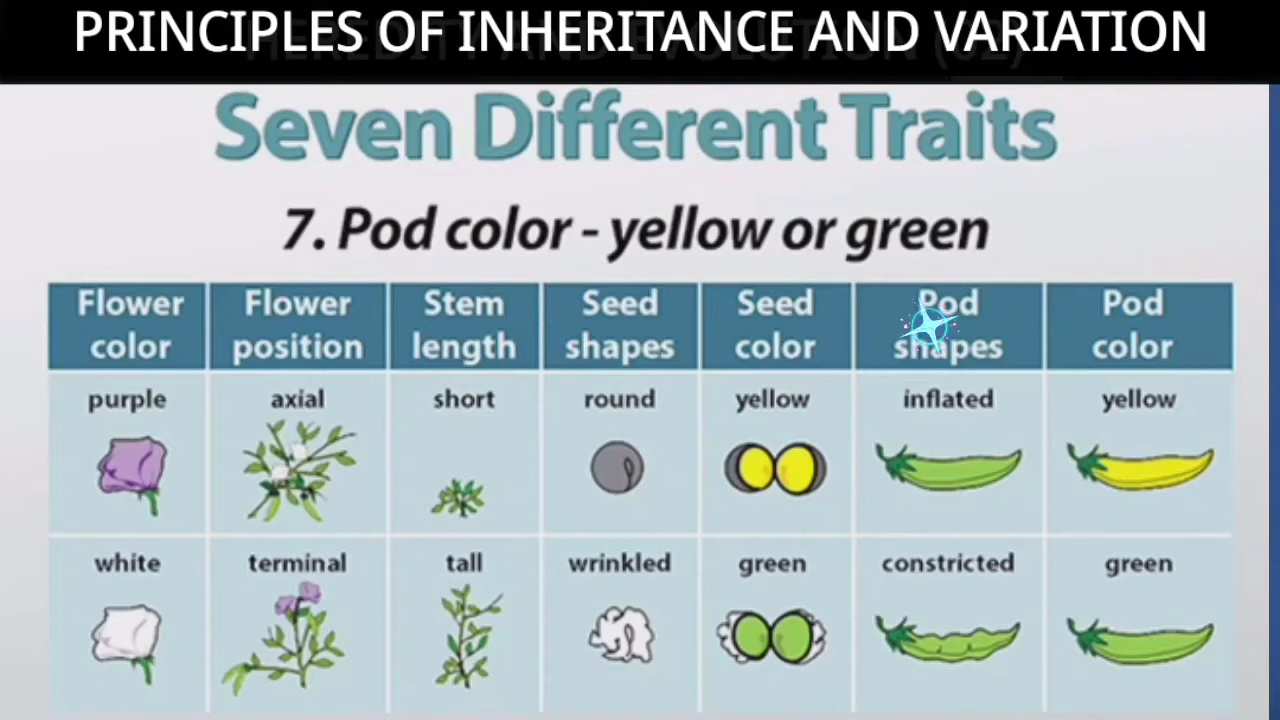 PRINCIPLES OF INHERITANCE AND VARIATION
Seven Different Traits
7. Pod color - yellow or green
Flower color
Flower position
Stem length
Seed shapes
Seed color
Pod shapes
Pod color
purple
axial
short
round
yellow
inflated
yellow
white
terminal
tall
wrinkled
green
constricted
green